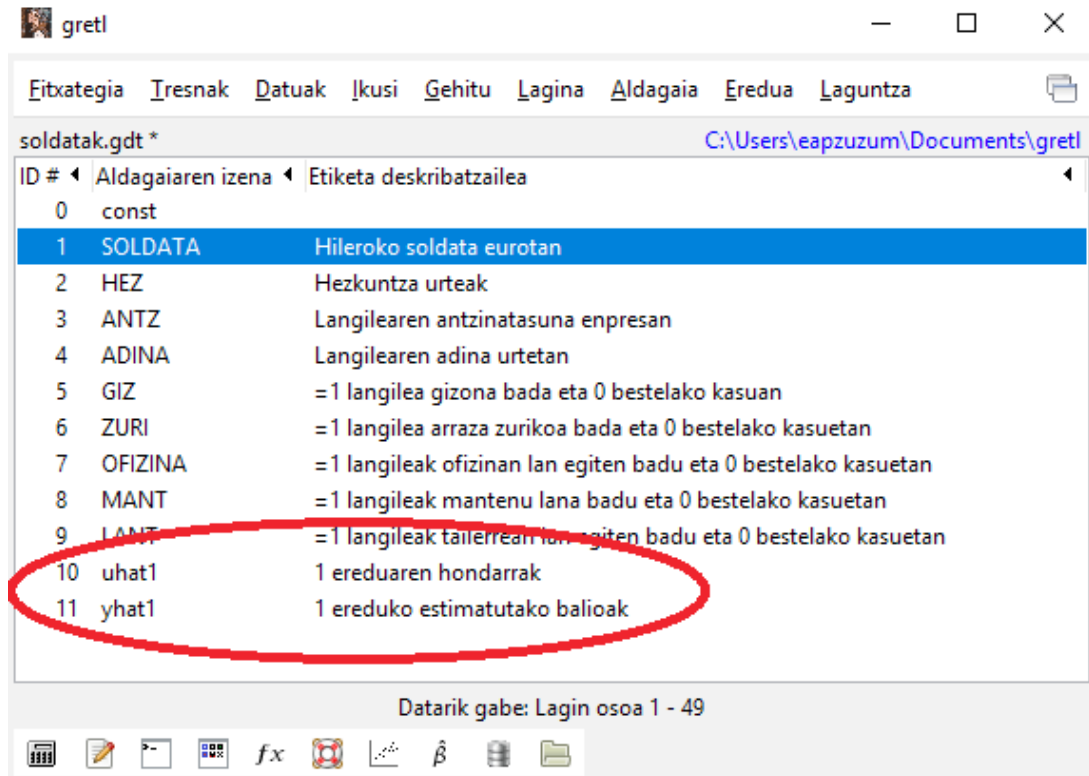 gretl
Fitxategia Tresnak Datuak Ikusi Gehitu Lagina Aldagaia Eredua Laguntza
soldatak.gdt * C:\Users\eapzuzum\Documents\gretl
ID # Aldagaiaren izena Etiketa deskribatzailea
0 const
1 SOLDATA Hileroko soldata eurotan
2 HEZ Hezkuntza urteak
3 ANTZ Langilearen antzinatasuna enpresan
4 ADINA Langilearen adina urtetan
5 GIZ =1 langilea gizona bada eta 0 bestelako kasuan
6 ZURI =1 langilea arraza zurikoa bada eta 0 bestelako kasuetan
7 OFIZINA =1 langileak ofizinan lan egiten badu eta 0 bestelako kasuetan
8 MANT =1 langileak mantenu lana badu eta 0 bestelako kasuetan
9 LANT =1 langileak tailerrean lan egiten badu eta 0 bestelako kasuetan
10 uhat1 1 ereduaren hondarrak
11 yhat1 1 ereduko estimatutako balioak
Datarik gabe: Lagin osoa 1 - 49
fx β̂